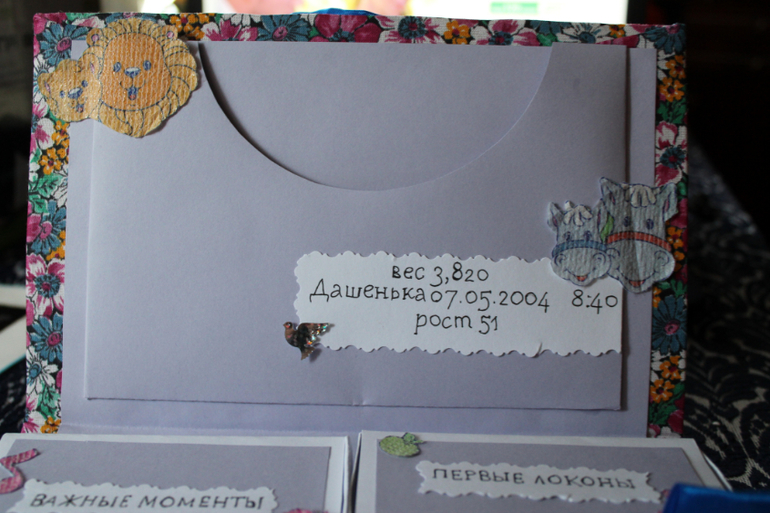 вес 3,820
Дашенька 07.05.2004 8:40
рост 51
ВАЖНЫЕ МОМЕНТЫ
ПЕРВЫЕ ЛОКОНЫ